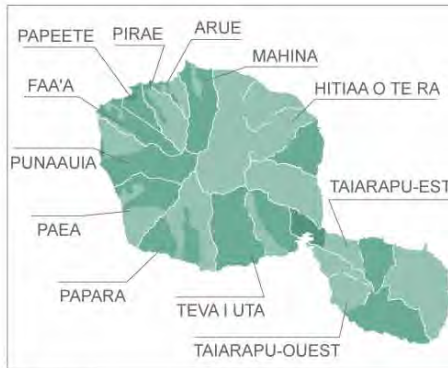 ARUE
PIRAE
PAPEETE
MAHINA
FAA'A
HITIAA O TE RA
PUNAAUIA
TAIARAPU-EST
PAEA
PAPARA
TEVA I UTA
TAIARAPU-OUEST